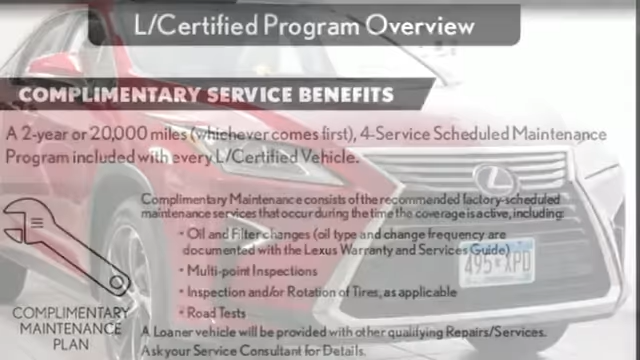 L/Certified Program Overview
COMPLIMENTARY SERVICE BENEFITS
A 2-year or 20,000 miles (whichever comes first), 4-Service Scheduled Maintenance
Program included with every L/Certified Vehicle.
Complimentary Maintenance consists of the recommended factory-scheduled
maintenance services that occur during the time the coverage is active, including:
• Oil and Filter changes (oil type and change frequency are
documented with the Lexus Warranty and Services Guide)
• Multi-point Inspections
• Inspection and/or Rotation of Tires, as applicable
• Road Tests
A Loaner vehicle will be provided with other qualifying Repairs/Services.
Ask your Service Consultant for Details.
COMPLIMENTARY
MAINTENANCE
PLAN
495 XPD